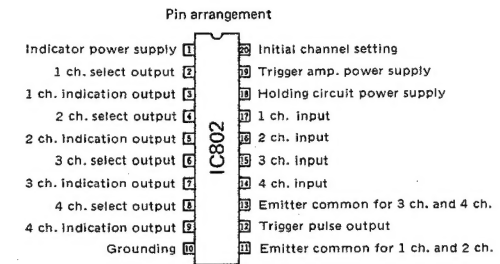 Pin arrangement
Indicator power supply 1 20 Initial channel setting
1 ch. select output 2 19 Trigger amp. power supply
1 ch. indication output 3 18 Holding circuit power supply
2 ch. select output 4 17 1 ch. input
2 ch. indication output 5 16 2 ch. input
3 ch. select output 6 15 3 ch. input
3 ch. indication output 7 14 4 ch. input
4 ch. select output 8 13 Emitter common for 3 ch. and 4 ch.
4 ch. indication output 9 12 Trigger pulse output
Grounding 10 11 Emitter common for 1 ch. and 2 ch.
IC802